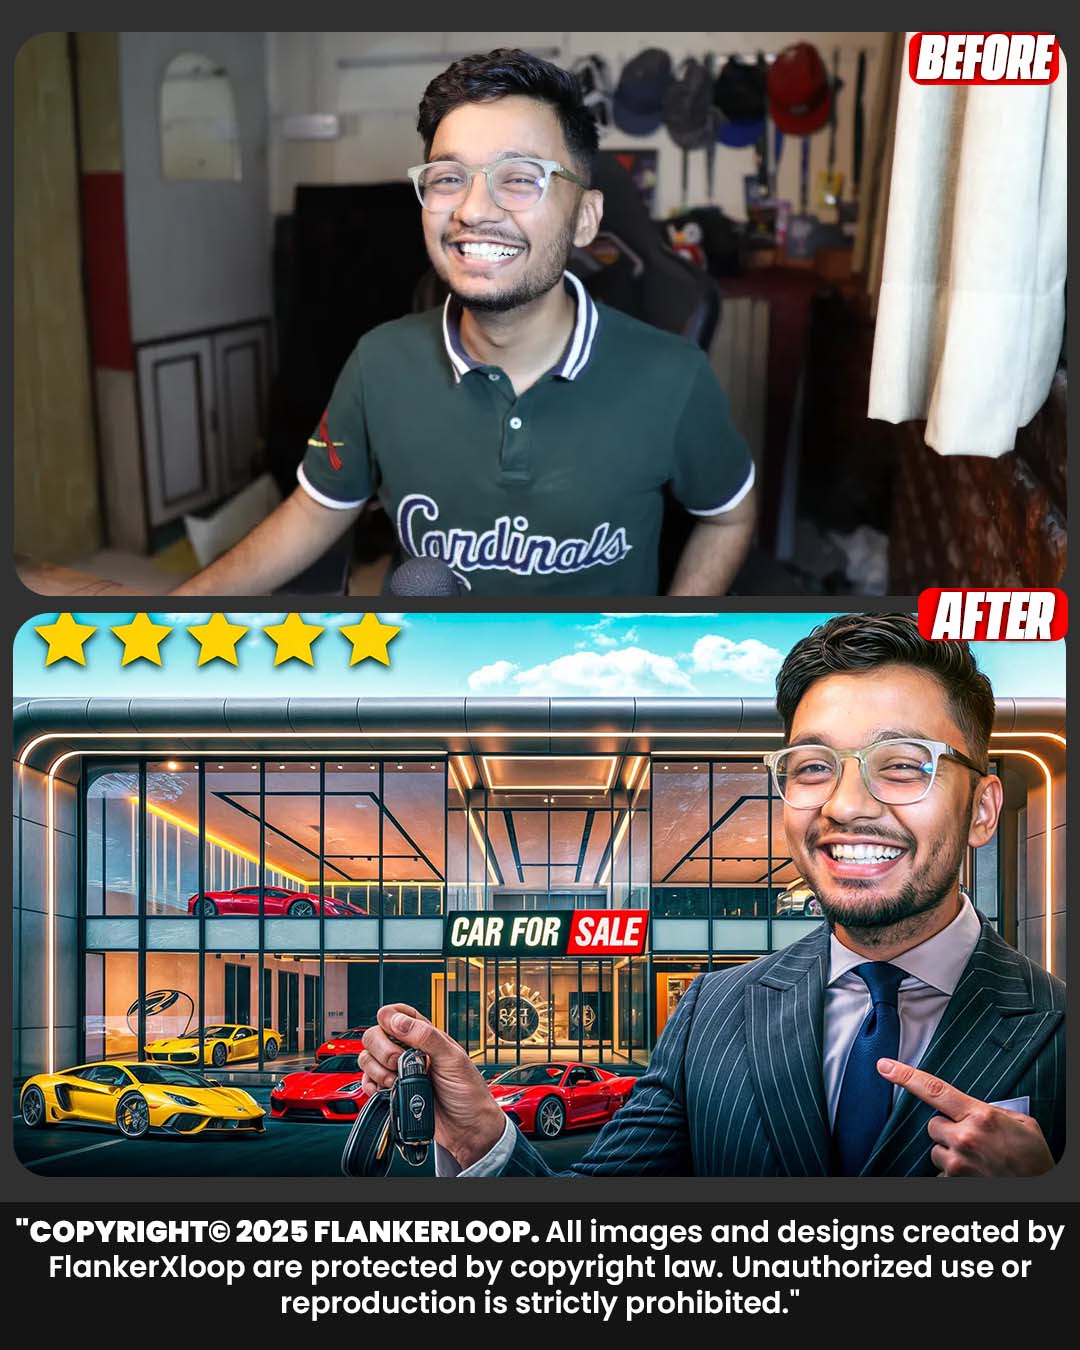 BEFORE
Cardinals
AFTER
CAR FOR SALE
"COPYRIGHT© 2025 FLANKERLOOP. All images and designs created by
FlankerXloop are protected by copyright law. Unauthorized use or
reproduction is strictly prohibited."